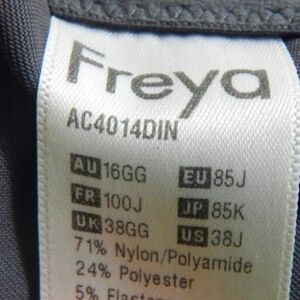 Freya
AC4014DIN
AU 16GG EU 85J
FR 100J JP 85K
UK 38GG US 38J
71% Nylon/Polyamide
24% Polyester
5%